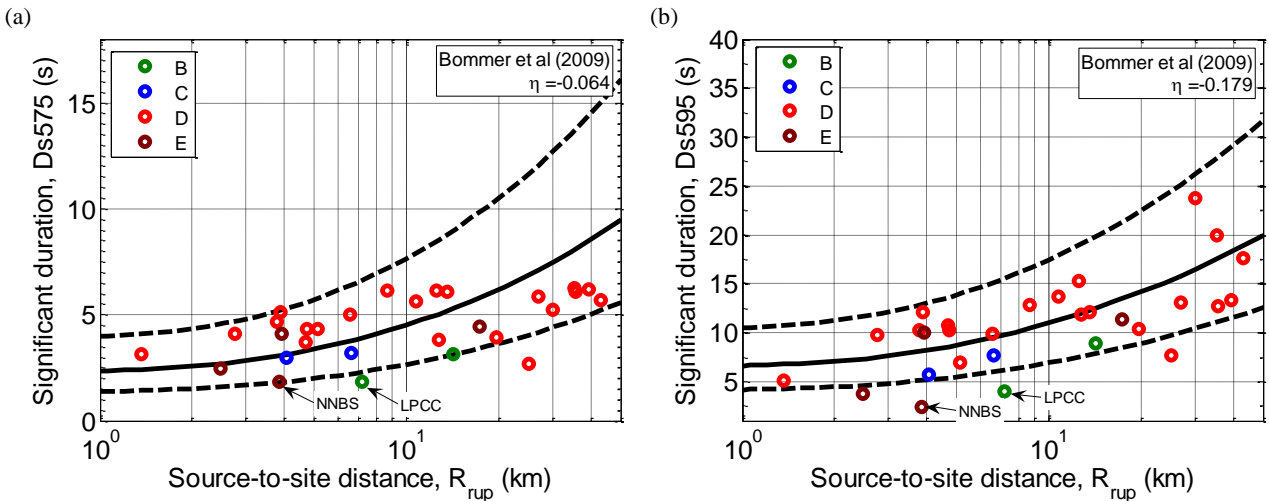 (a)
Significant duration, Ds575 (s)
15
10
5
0
B
C
D
E
Bommer et al (2009)
η =-0.064
NNBS
LPCC
10^0
10^1
Source-to-site distance, R_rup (km)
(b)
Significant duration, Ds595 (s)
40
35
30
25
20
15
10
5
B
C
D
E
Bommer et al (2009)
η =-0.179
NNBS
LPCC
10^0
10^1
Source-to-site distance, R_rup (km)